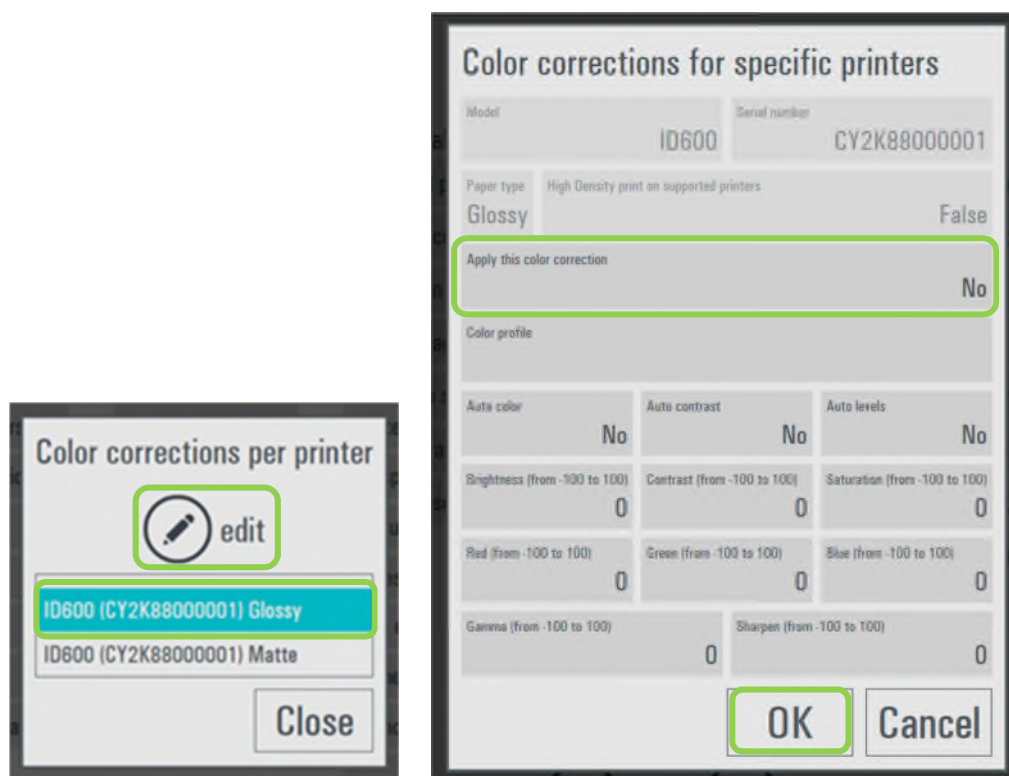 Color corrections per printer
edit
ID600 (CY2K88000001) Glossy
ID600 (CY2K88000001) Matte
Close
Color corrections for specific printers
Model
ID600
Serial number
CY2K88000001
Paper type
Glossy
High Density print on supported printers
False
Apply this color correction
No
Color profile
Auto color
No
Auto contrast
No
Auto levels
No
Brightness (from -100 to 100)
0
Contrast (from -100 to 100)
0
Saturation (from -100 to 100)
0
Red (from -100 to 100)
0
Green (from -100 to 100)
0
Blue (from -100 to 100)
0
Gamma (from -100 to 100)
0
Sharpen (from -100 to 100)
0
OK
Cancel